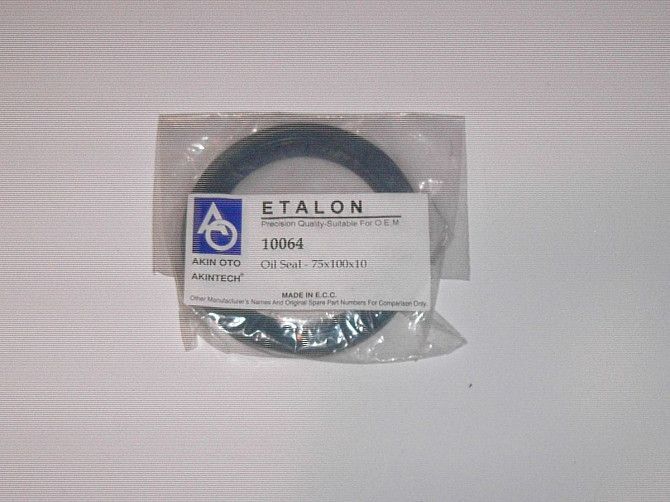 ETALON
Precision Quality-Suitable For O.E.M
10064
Oil Seal - 75x100x10
AO
AKIN OTO
AKINTECH®
MADE IN E.C.C.
Other Manufacturer's Names And Original Spare Part Numbers For Comparison Only.